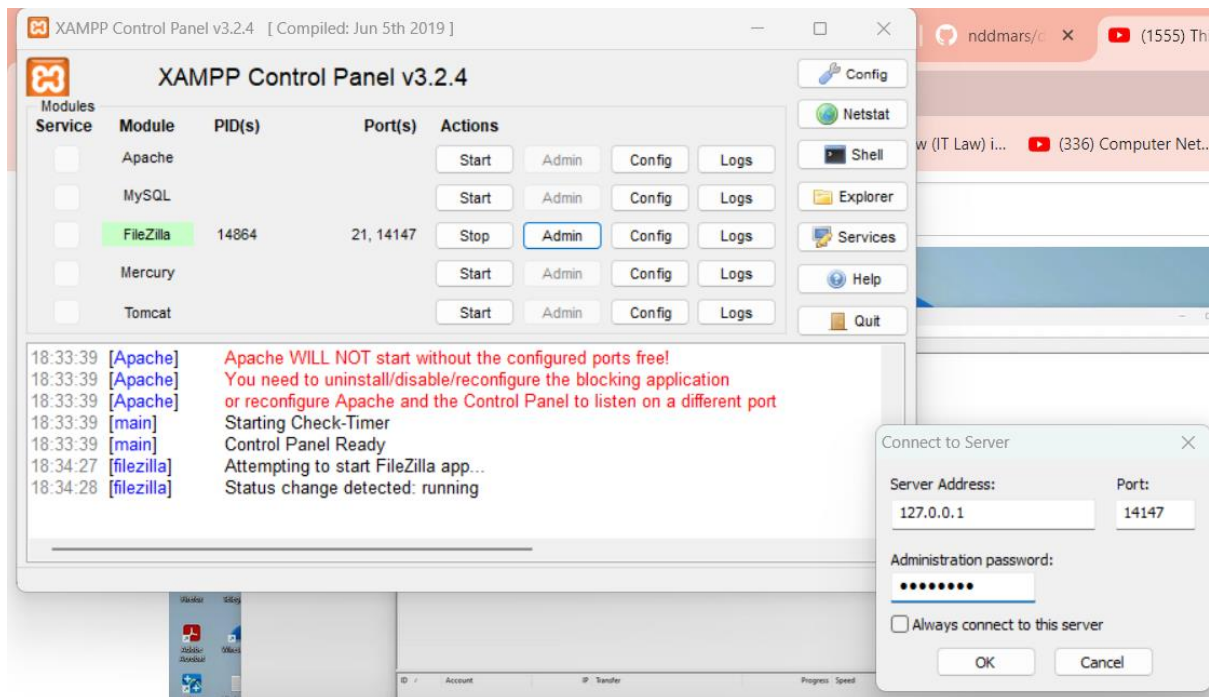 XAMPP Control Panel v3.2.4 [ Compiled: Jun 5th 2019 ]
nddmars/
(1555) Th
XAMPP Control Panel v3.2.4
Config
Modules
Service Module PID(s) Port(s) Actions
Netstat
Apache Start Admin Config Logs
Shell
w (IT Law) i... (336) Computer Net..
MySQL Start Admin Config Logs
Explorer
FileZilla 14864 21, 14147 Stop Admin Config Logs
Services
Mercury Start Admin Config Logs
Help
Tomcat Start Admin Config Logs
Quit
18:33:39 [Apache] Apache WILL NOT start without the configured ports free!
18:33:39 [Apache] You need to uninstall/disable/reconfigure the blocking application
18:33:39 [Apache] or reconfigure Apache and the Control Panel to listen on a different port
18:33:39 [main] Starting Check-Timer
18:33:39 [main] Control Panel Ready
18:34:27 [filezilla] Attempting to start FileZilla app...
18:34:28 [filezilla] Status change detected: running
Connect to Server
Server Address: Port:
127.0.0.1 14147
Administration password:
••••••••
Always connect to this server
OK Cancel
Adobe
Acrobat
ID / Account IP Transfer Progress Speed